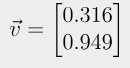 v⃗ = [0.316
0.949]